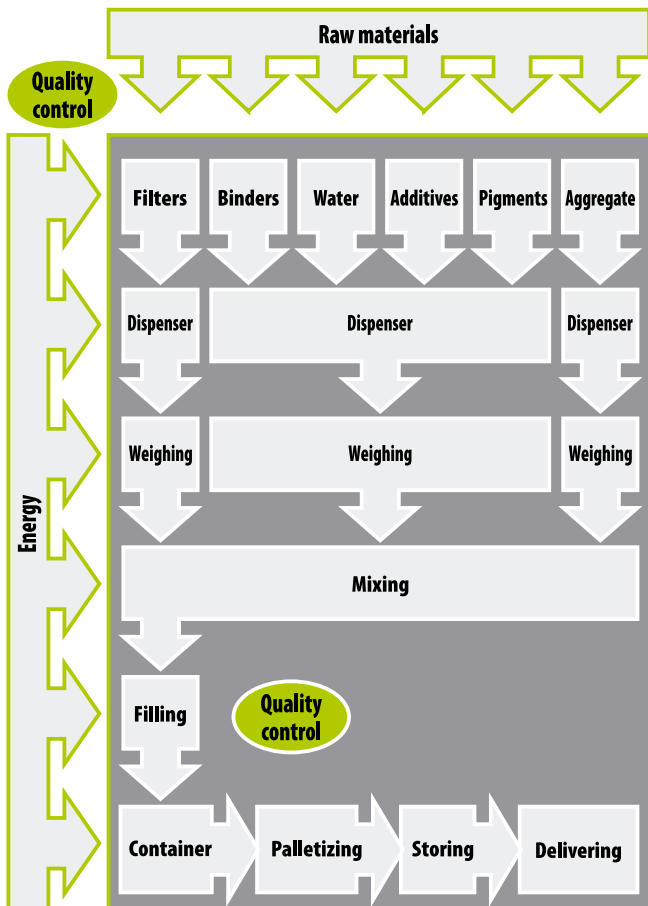 Raw materials
Quality
control
Filters
Binders
Water
Additives
Pigments
Aggregate
Dispenser
Dispenser
Dispenser
Weighing
Weighing
Weighing
Energy
Mixing
Filling
Quality
control
Container
Palletizing
Storing
Delivering